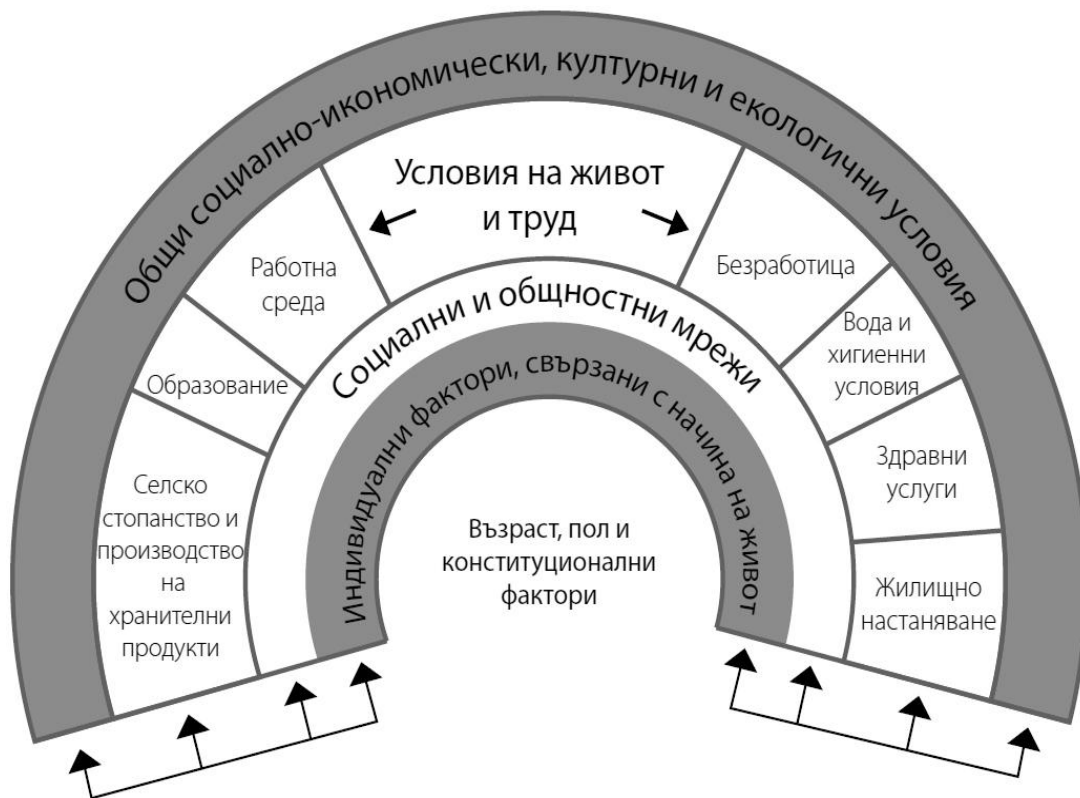 Общи социално-икономически, културни и екологични условия
Условия на живот
и труд
Работна
среда
Безработица
Образование
Вода и
хигиенни
условия
Селско
стопанство и
производство
на
хранителни
продукти
Здравни
услуги
Жилищно
настаняване
Социални и общностни мрежи
Индивидуални фактори, свързани с начина на живот
Възраст, пол и
конституционални
фактори